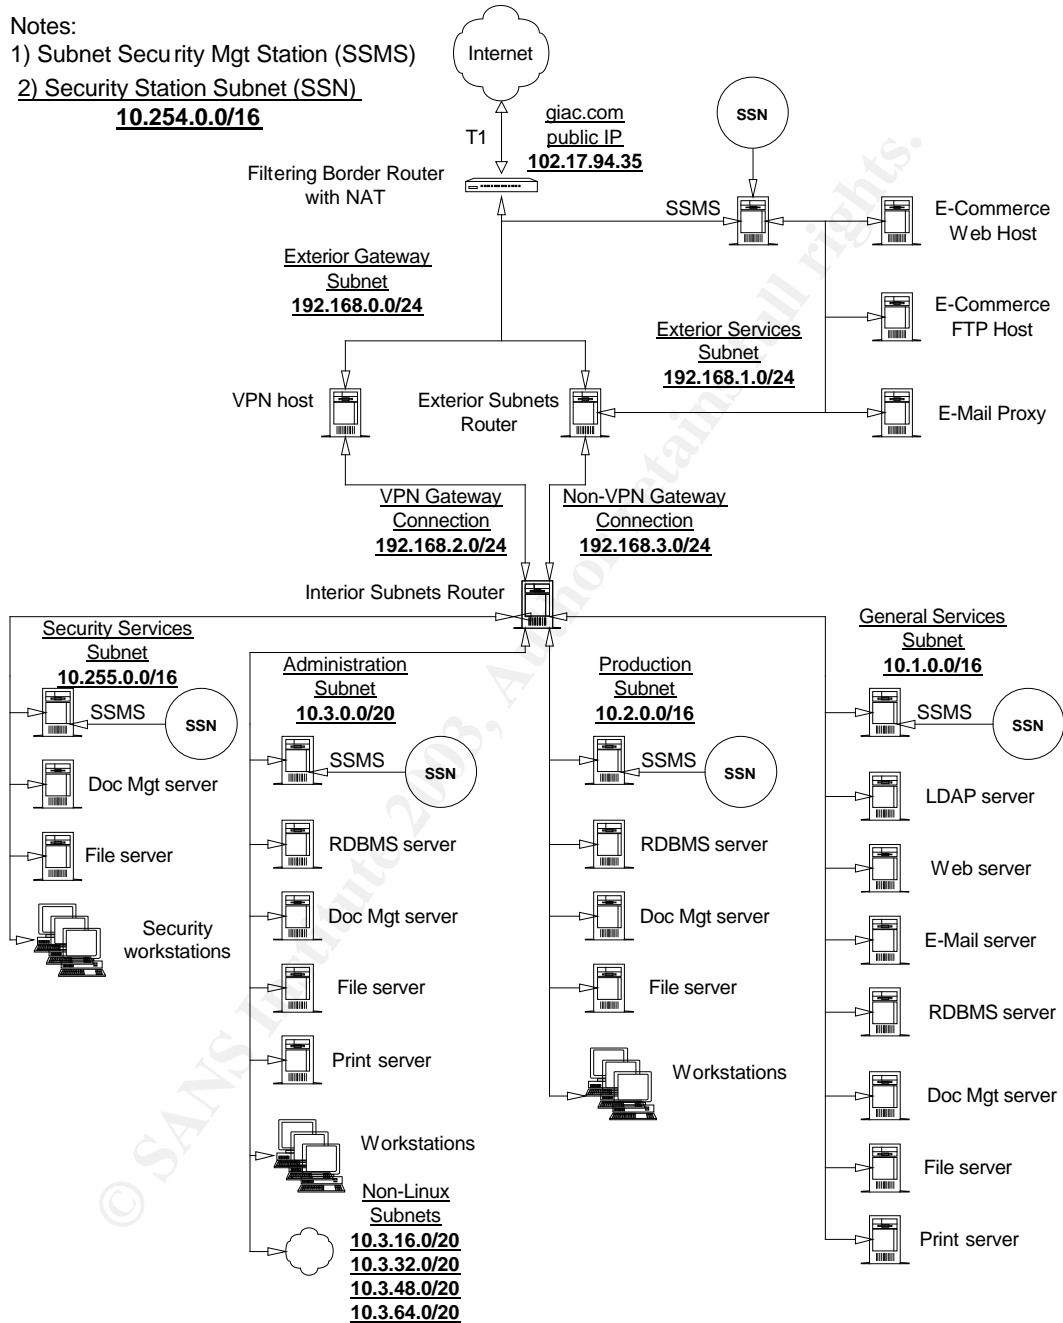 Notes:
1) Subnet Security Mgt Station (SSMS)
2) Security Station Subnet (SSN)
10.254.0.0/16
Internet
T1
giac.com
public IP
102.17.94.35
SSN
Filtering Border Router
with NAT
SSMS
E-Commerce
Web Host
Exterior Gateway
Subnet
192.168.0.0/24
E-Commerce
FTP Host
Exterior Services
Subnet
192.168.1.0/24
VPN host
Exterior Subnets
Router
E-Mail Proxy
VPN Gateway
Connection
192.168.2.0/24
Non-VPN Gateway
Connection
192.168.3.0/24
Interior Subnets Router
Security Services
Subnet
10.255.0.0/16
SSMS
SSN
Doc Mgt server
File server
Security
workstations
Administration
Subnet
10.3.0.0/20
SSMS
SSN
RDBMS server
Doc Mgt server
File server
Print server
Workstations
Non-Linux
Subnets
10.3.16.0/20
10.3.32.0/20
10.3.48.0/20
10.3.64.0/20
Production
Subnet
10.2.0.0/16
SSMS
SSN
RDBMS server
Doc Mgt server
File server
Workstations
General Services
Subnet
10.1.0.0/16
SSMS
SSN
LDAP server
Web server
E-Mail server
RDBMS server
Doc Mgt server
File server
Print server
© SANS Institute 2003, Author retains full rights.